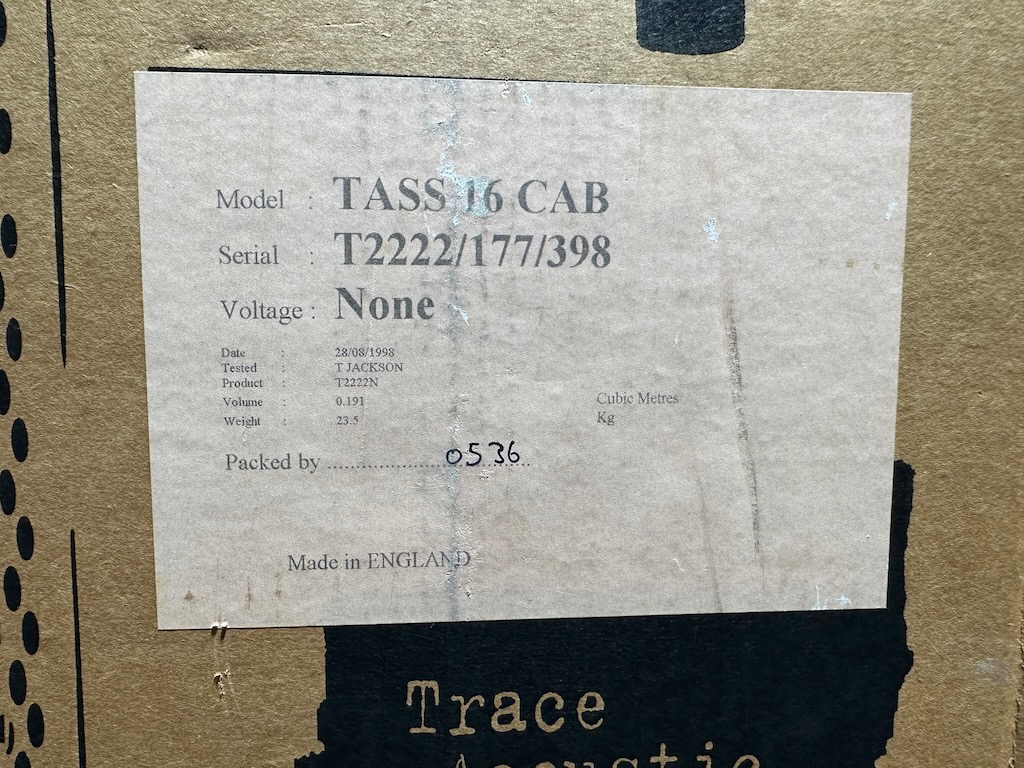 Model : TASS 16 CAB
Serial : T2222/177/398
Voltage : None
Date : 28/08/1998
Tested : T JACKSON
Product : T2222N
Volume : 0.191 Cubic Metres
Weight : 23.5 Kg
Packed by ........................ 0536
Made in ENGLAND
Trace
Acoustic